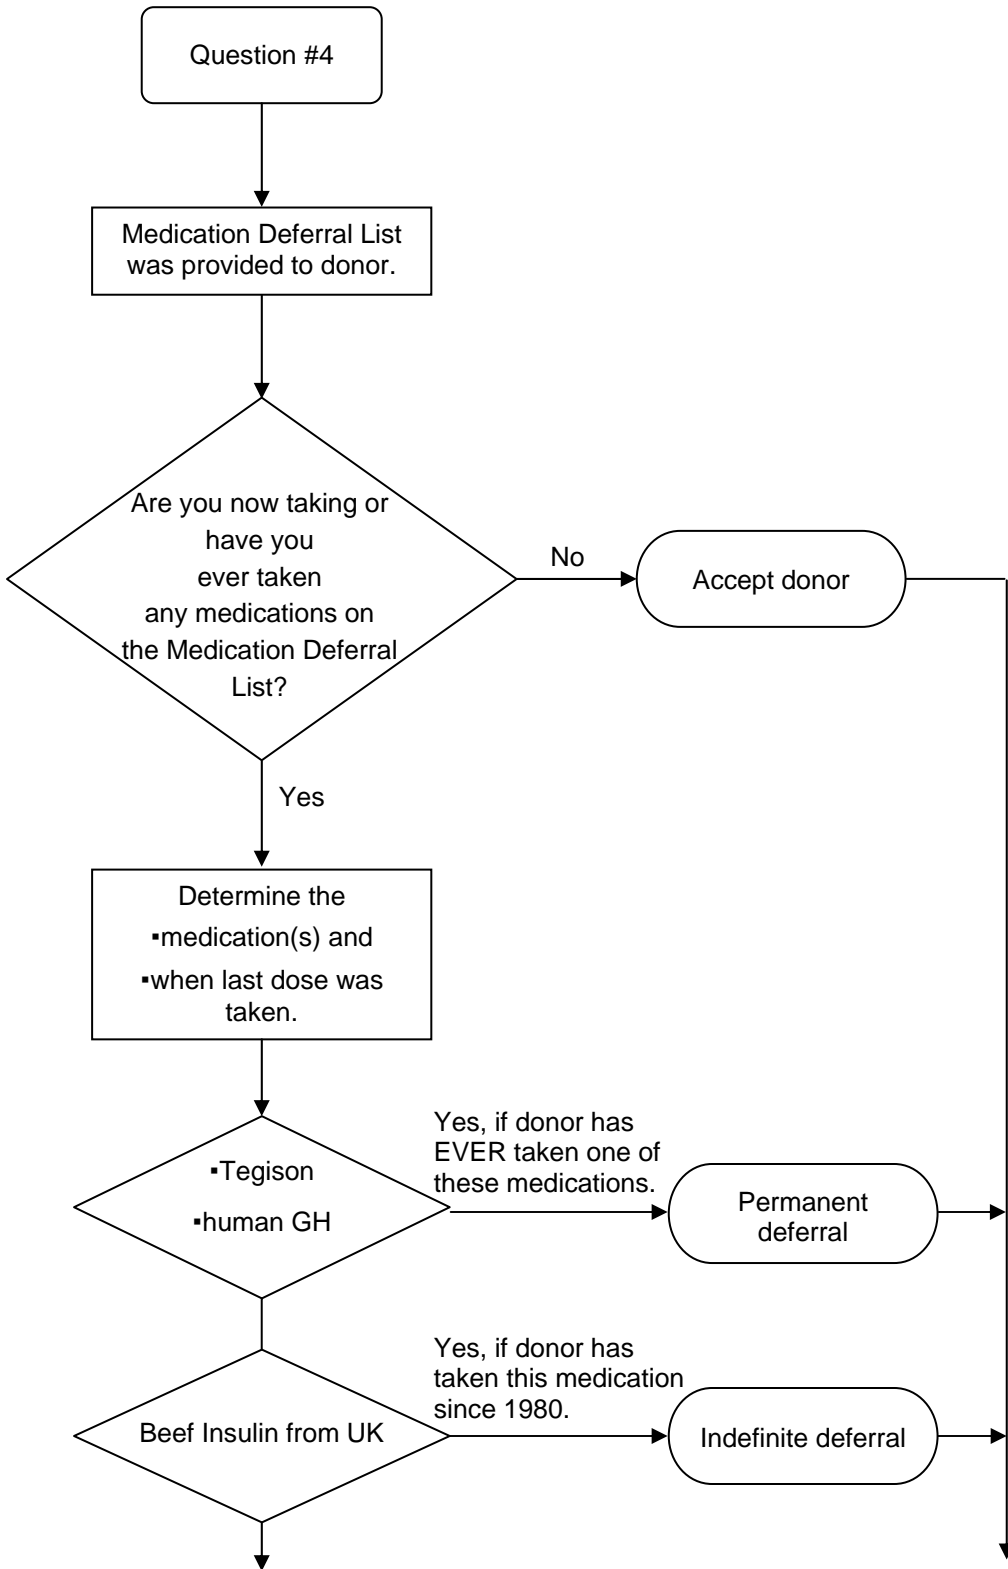 Question #4
Medication Deferral List
was provided to donor.
Are you now taking or
have you
ever taken
any medications on
the Medication Deferral
List?
No
Accept donor
Yes
Determine the
▪medication(s) and
▪when last dose was
taken.
Yes, if donor has
EVER taken one of
these medications.
▪Tegison
▪human GH
Permanent
deferral
Yes, if donor has
taken this medication
since 1980.
Beef Insulin from UK
Indefinite deferral